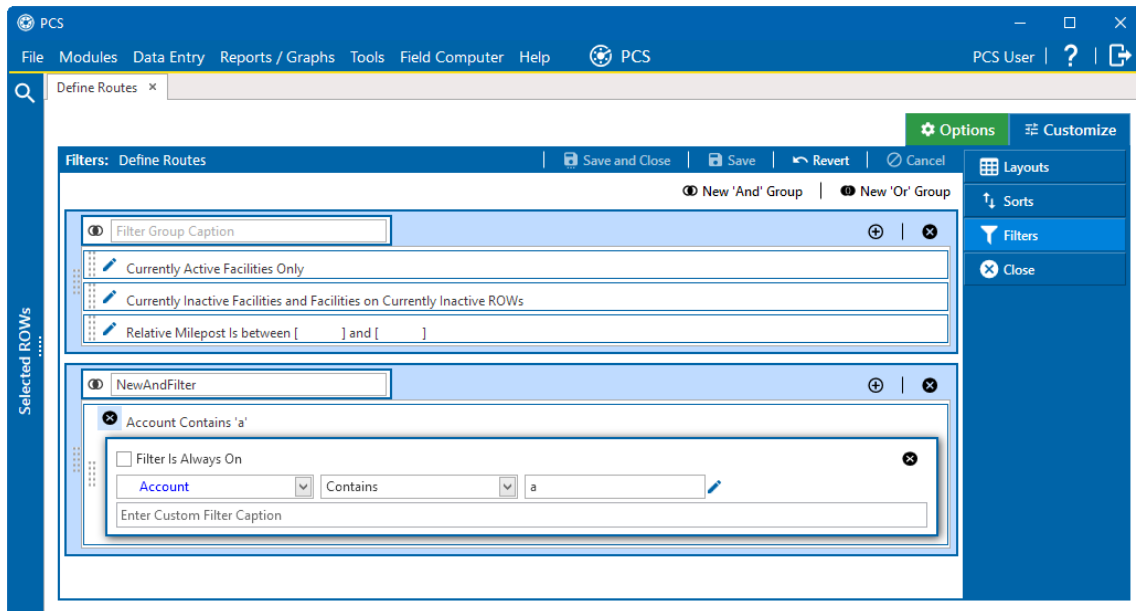 PCS
File Modules Data Entry Reports / Graphs Tools Field Computer Help PCS PCS User | ? |
Define Routes ×
Options Customize
Filters: Define Routes | Save and Close | Save | Revert | Cancel
Layouts
New 'And' Group | New 'Or' Group
Sorts
Filter Group Caption
Filters
Currently Active Facilities Only
Close
Currently Inactive Facilities and Facilities on Currently Inactive ROWs
Relative Milepost Is between [ ] and [ ]
Selected ROWs
NewAndFilter
Account Contains 'a'
Filter Is Always On
Account Contains a
Enter Custom Filter Caption